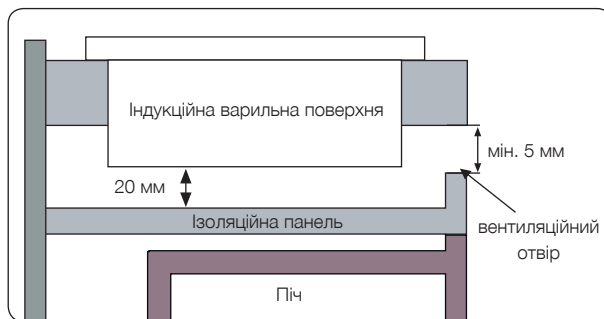 Індукційна варильна поверхня
мін. 5 мм
20 мм
Ізоляційна панель
вентиляційний
отвір
Піч